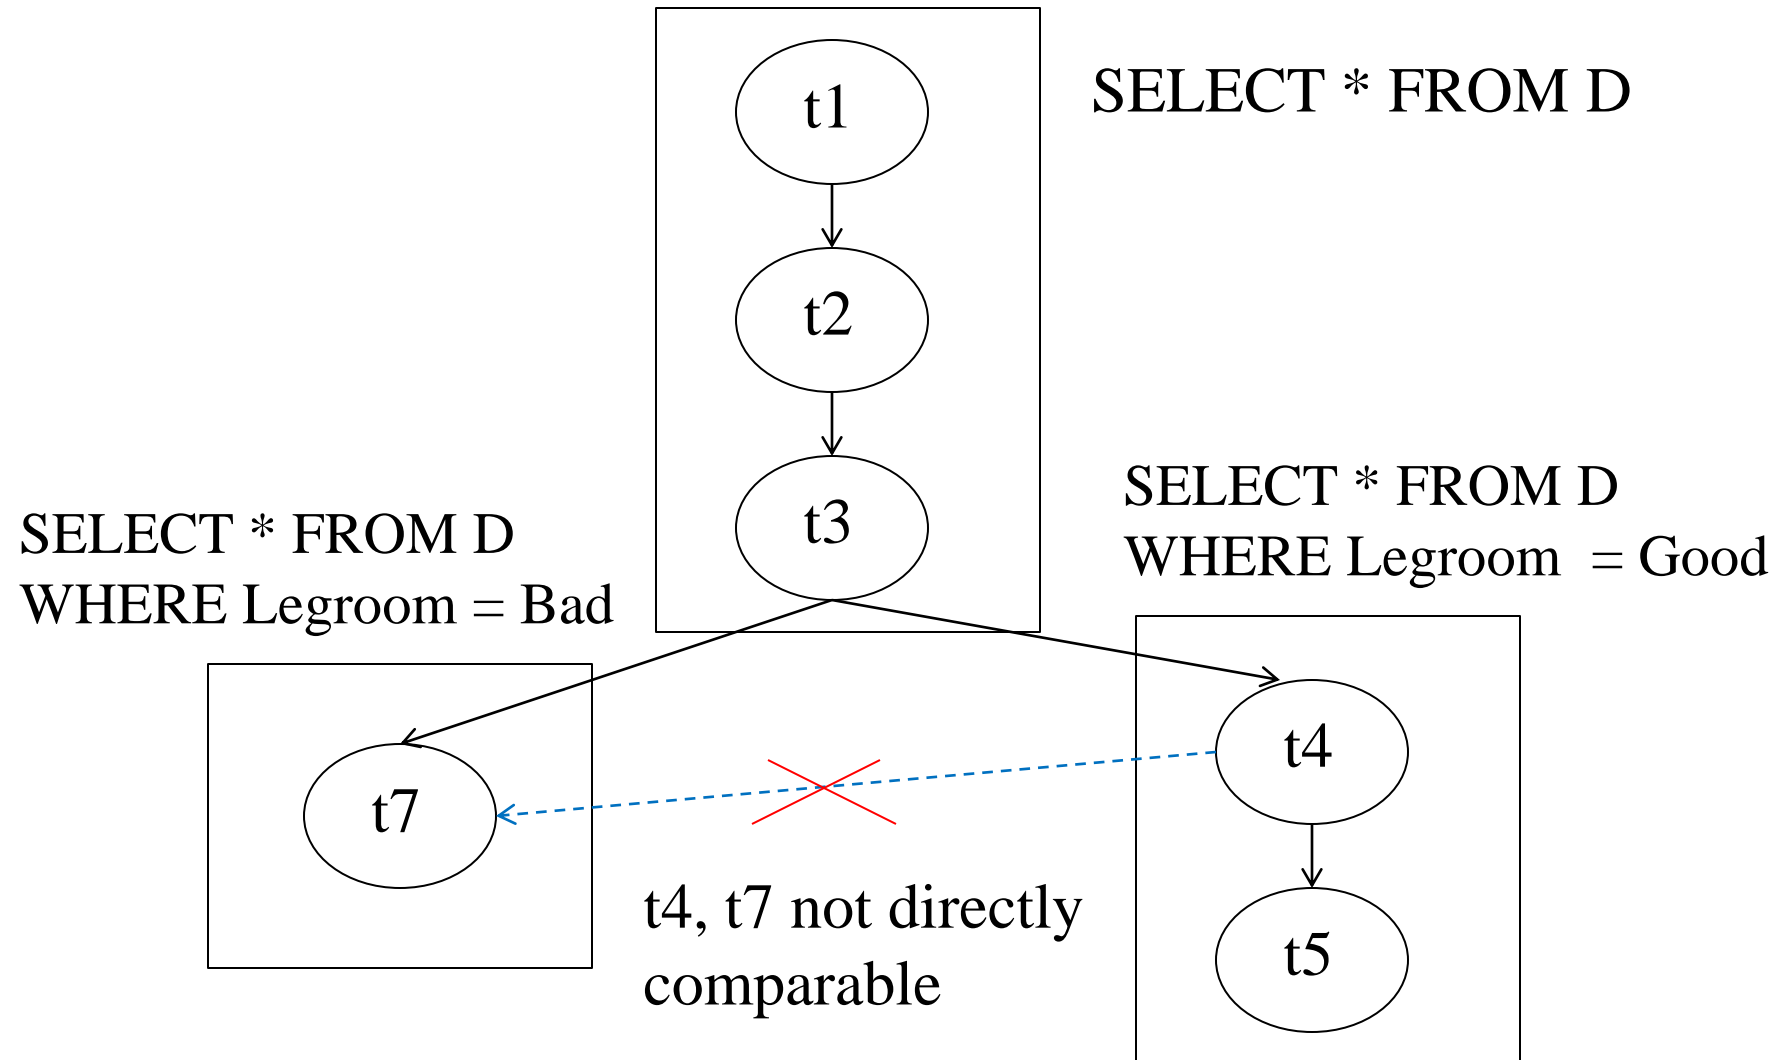 t1
SELECT * FROM D
t2
t3
SELECT * FROM D
WHERE Legroom = Bad
SELECT * FROM D
WHERE Legroom  = Good
t7
t4
t4, t7 not directly
comparable
t5